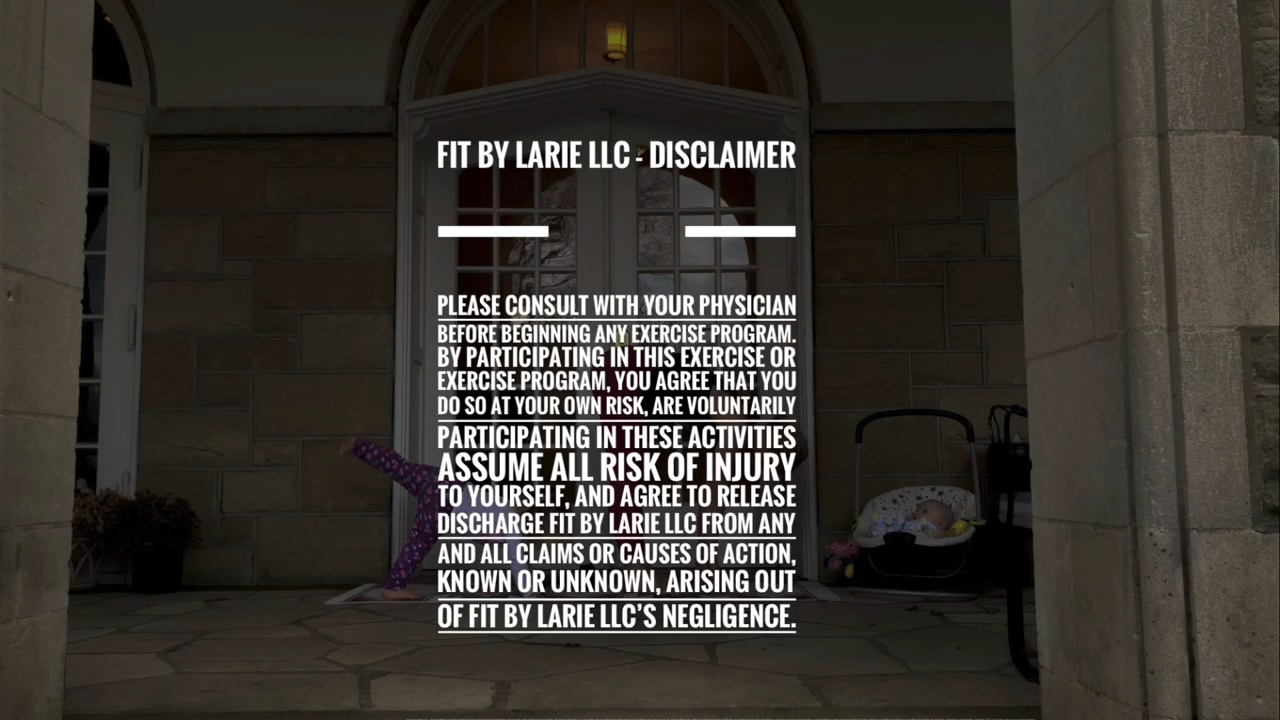 FIT BY LARIE LLC - DISCLAIMER
PLEASE CONSULT WITH YOUR PHYSICIAN
BEFORE BEGINNING ANY EXERCISE PROGRAM.
BY PARTICIPATING IN THIS EXERCISE OR
EXERCISE PROGRAM, YOU AGREE THAT YOU
DO SO AT YOUR OWN RISK, ARE VOLUNTARILY
PARTICIPATING IN THESE ACTIVITIES
ASSUME ALL RISK OF INJURY
TO YOURSELF, AND AGREE TO RELEASE
DISCHARGE FIT BY LARIE LLC FROM ANY
AND ALL CLAIMS OR CAUSES OF ACTION,
KNOWN OR UNKNOWN, ARISING OUT
OF FIT BY LARIE LLC'S NEGLIGENCE.